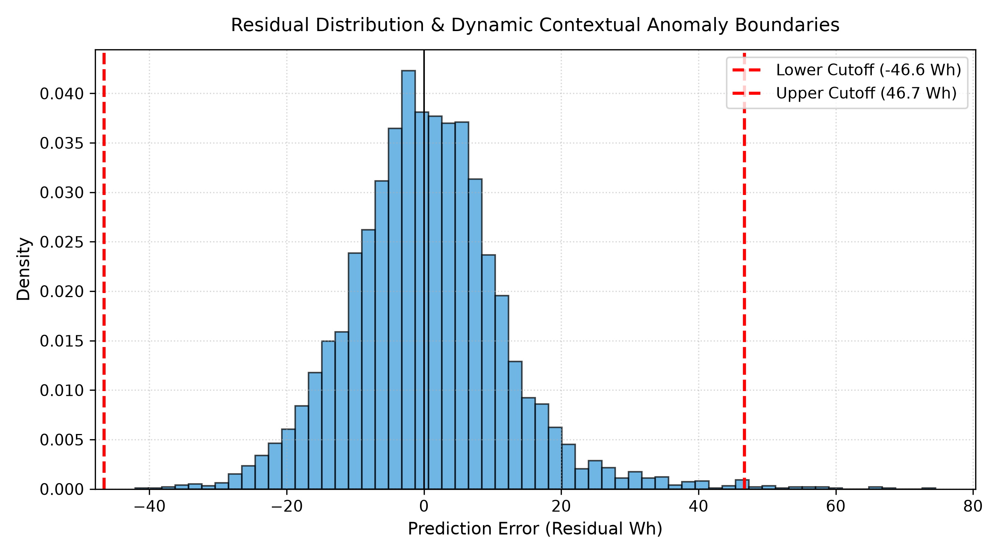 Residual Distribution & Dynamic Contextual Anomaly Boundaries
Lower Cutoff (-46.6 Wh)
Upper Cutoff (46.7 Wh)
Density
0.040
0.035
0.030
0.025
0.020
0.015
0.010
0.005
0.000
−40 −20 0 20 40 60 80
Prediction Error (Residual Wh)